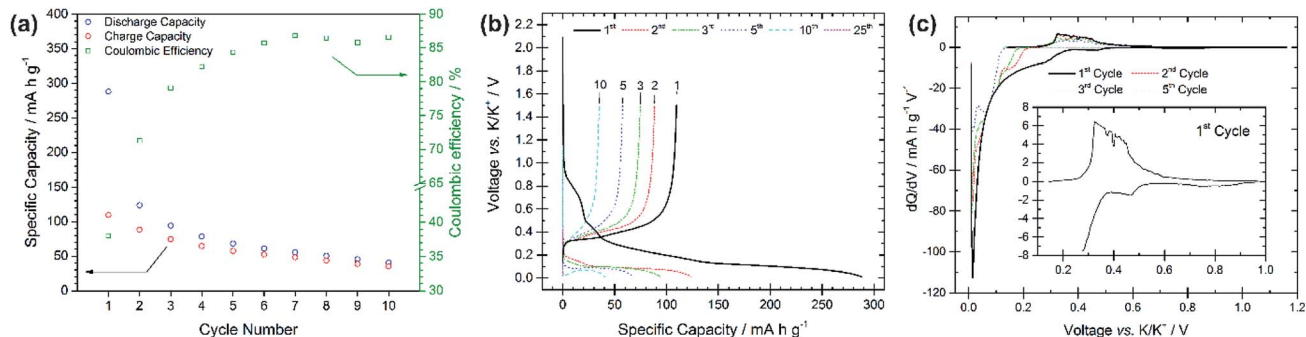 (a)
Discharge Capacity
Charge Capacity
Coulombic Efficiency
400
350
300
250
200
150
100
50
0
Specific Capacity / mA h g⁻¹
1 2 3 4 5 6 7 8 9 10
Cycle Number
90
85
80
75
70
65
40
35
30
Coulombic efficiency / %
(b)
1ˢᵗ 2ⁿᵈ 3ʳᶜ 5ᵗʰ 10ᵗʰ 25ᵗʰ
2.2
2.0
1.8
1.6
1.4
1.2
1.0
0.8
0.6
0.4
0.2
0.0
Voltage vs. K/K⁺ / V
10 5 3 2 1
0 50 100 150 200 250 300
Specific Capacity / mA h g⁻¹
(c)
20
0
-20
-40
-60
-80
-100
-120
dQ/dV / mA h g⁻¹ V⁻¹
1ˢᵗ Cycle 2ⁿᵈ Cycle
3ʳᵈ Cycle 5ᵗʰ Cycle
1ˢᵗ Cycle
8
6
4
2
0
-2
-4
-6
-8
0.2 0.4 0.6 0.8 1.0
0.0 0.2 0.4 0.6 0.8 1.0 1.2
Voltage vs. K/K⁺ / V